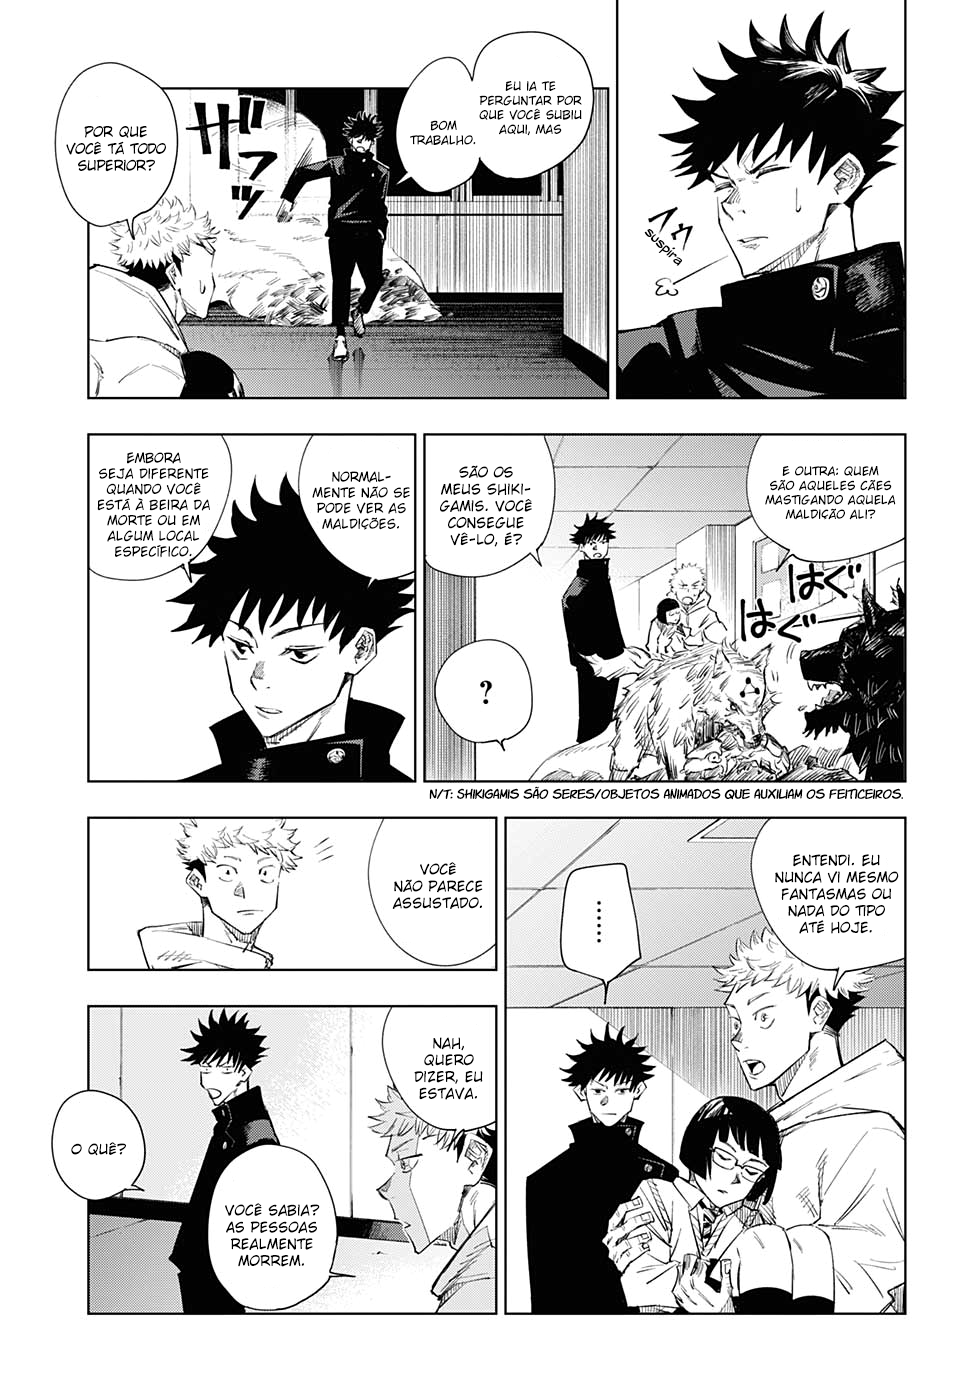 スウ
suspira
EU IA TE
PERGUNTAR POR
QUE VOCÊ SUBIU
AQUI, MAS
BOM
TRABALHO.
ザッ
POR QUE
VOCÊ TÁ TODO
SUPERIOR?
E OUTRA: QUEM
SÃO AQUELES CÃES
MASTIGANDO AQUELA
MALDIÇÃO ALI?
はぐ
はぐ
SÃO OS
MEUS SHIKI-
GAMIS. VOCÊ
CONSEGUE
VÊ-LO, É?
?
NORMAL-
MENTE NÃO SE
PODE VER AS
MALDIÇÕES.
EMBORA
SEJA DIFERENTE
QUANDO VOCÊ
ESTÁ À BEIRA DA
MORTE OU EM
ALGUM LOCAL
ESPECÍFICO.
N/T: SHIKIGAMIS SÃO SERES/OBJETOS ANIMADOS QUE AUXILIAM OS FEITICEIROS.
ENTENDI. EU
NUNCA VI MESMO
FANTASMAS OU
NADA DO TIPO
ATÉ HOJE.
......
VOCÊ
NÃO PARECE
ASSUSTADO.
NAH,
QUERO
DIZER, EU
ESTAVA.
VOCÊ SABIA?
AS PESSOAS
REALMENTE
MORREM.
O QUÊ?